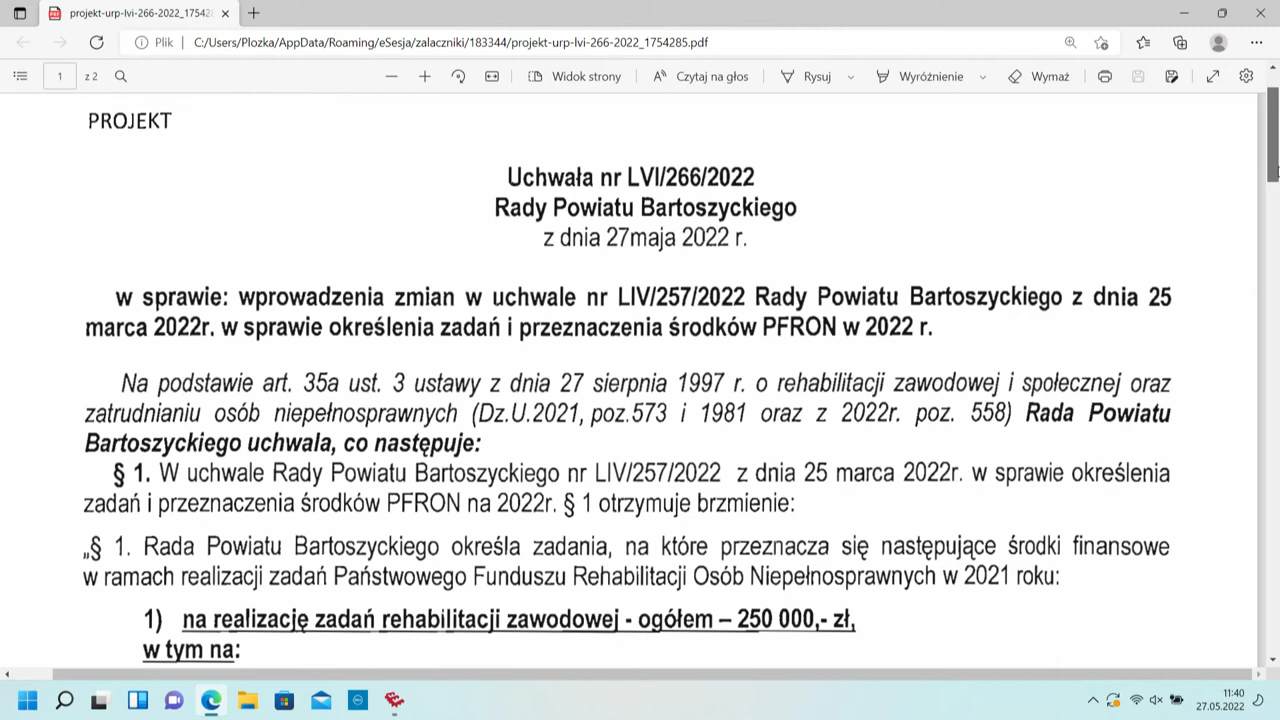 projekt-urp-lvi-266-2022_17542
Plik C:/Users/Plozka/AppData/Roaming/eSesja/zalaczniki/183344/projekt-urp-lvi-266-2022_1754285.pdf
1 z 2 Widok strony Czytaj na głos Rysuj Wyróżnienie Wymaż
PROJEKT
Uchwała nr LVI/266/2022
Rady Powiatu Bartoszyckiego
z dnia 27maja 2022 r.
w sprawie: wprowadzenia zmian w uchwale nr LIV/257/2022 Rady Powiatu Bartoszyckiego z dnia 25
marca 2022r. w sprawie określenia zadań i przeznaczenia środków PFRON w 2022 r.
Na podstawie art. 35a ust. 3 ustawy z dnia 27 sierpnia 1997 r. o rehabilitacji zawodowej i społecznej oraz
zatrudnianiu osób niepełnosprawnych (Dz.U.2021, poz.573 i 1981 oraz z 2022r. poz. 558) Rada Powiatu
Bartoszyckiego uchwala, co następuje:
§ 1. W uchwale Rady Powiatu Bartoszyckiego nr LIV/257/2022 z dnia 25 marca 2022r. w sprawie określenia
zadań i przeznaczenia środków PFRON na 2022r. § 1 otrzymuje brzmienie:
„§ 1. Rada Powiatu Bartoszyckiego określa zadania, na które przeznacza się następujące środki finansowe
w ramach realizacji zadań Państwowego Funduszu Rehabilitacji Osób Niepełnosprawnych w 2021 roku:
1) na realizację zadań rehabilitacji zawodowej - ogółem – 250 000,- zł,
w tym na:
11:40
27.05.2022